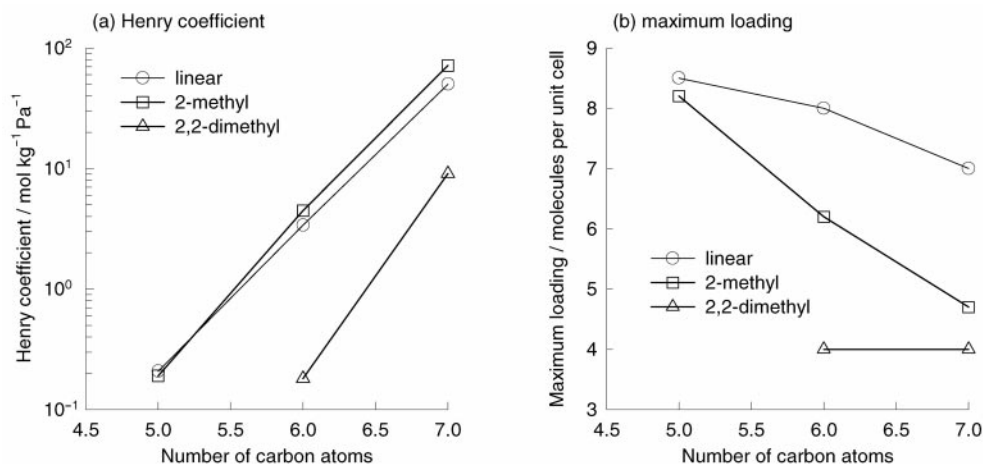 (a) Henry coefficient
Henry coefficient / mol kg⁻¹ Pa⁻¹
10²
10¹
10⁰
10⁻¹
linear
2-methyl
2,2-dimethyl
4.5 5.0 5.5 6.0 6.5 7.0
Number of carbon atoms
(b) maximum loading
Maximum loading / molecules per unit cell
9
8
7
6
5
4
3
linear
2-methyl
2,2-dimethyl
4.5 5.0 5.5 6.0 6.5 7.0
Number of carbon atoms